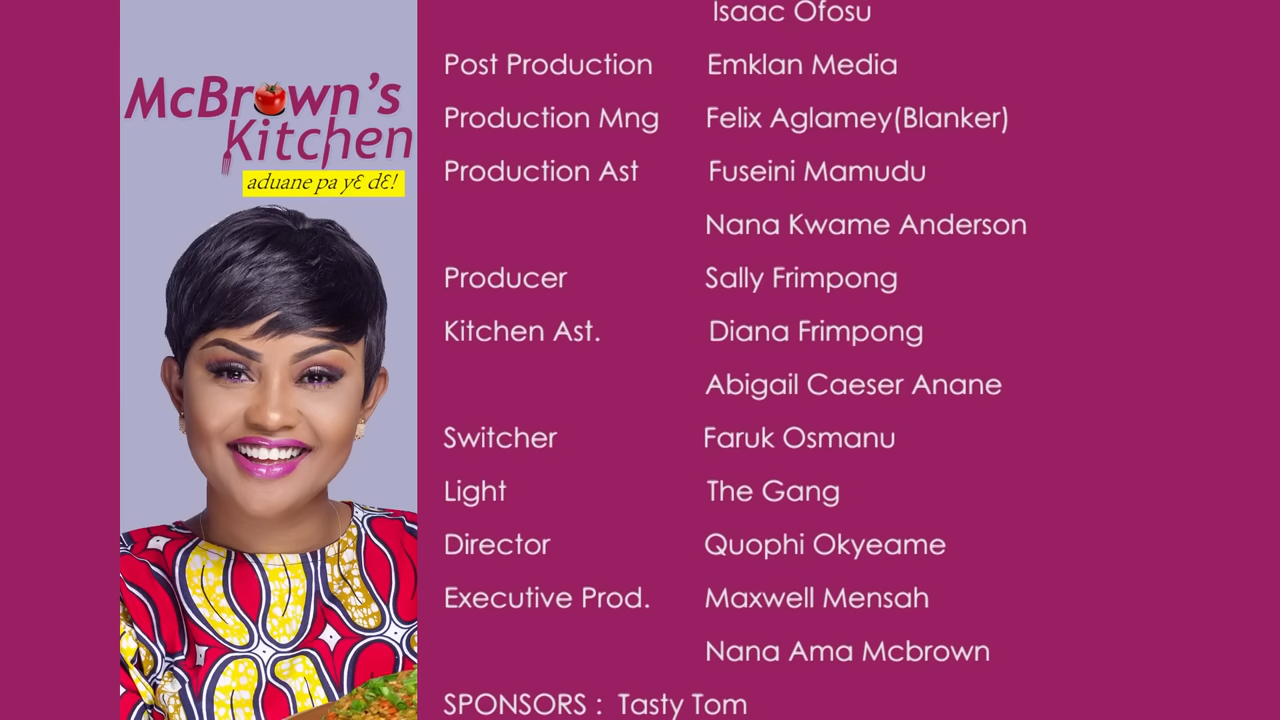 McBrown's
Kitchen
aduane pa yƐ dƐ!
Isaac Ofosu
Post Production Emklan Media
Production Mng Felix Aglamey(Blanker)
Production Ast Fuseini Mamudu
Nana Kwame Anderson
Producer Sally Frimpong
Kitchen Ast. Diana Frimpong
Abigail Caeser Anane
Switcher Faruk Osmanu
Light The Gang
Director Quophi Okyeame
Executive Prod. Maxwell Mensah
Nana Ama Mcbrown
SPONSORS : Tasty Tom